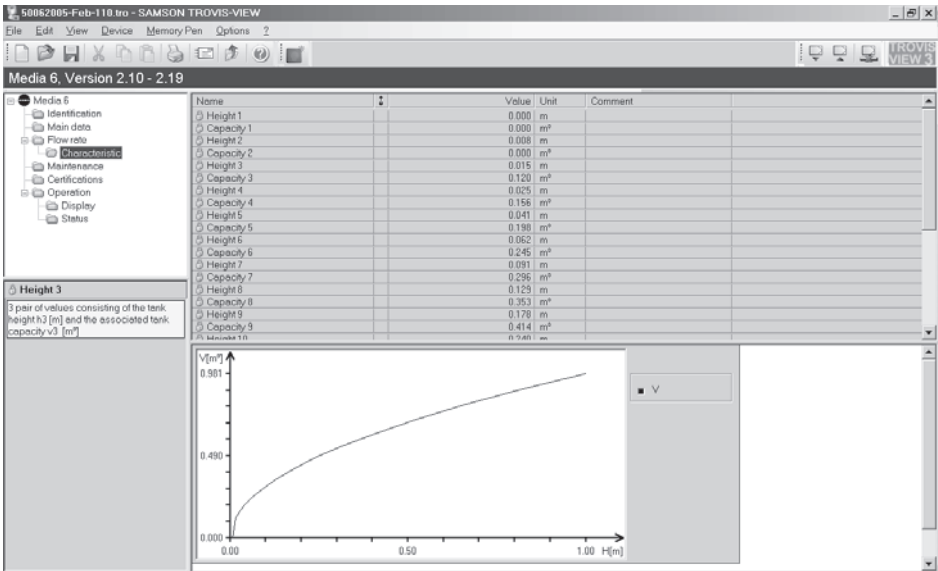 50062005-Feb-110.tro - SAMSON TROVIS-VIEW
File Edit View Device Memory Pen Options ?
TROVIS
VIEW 3
Media 6, Version 2.10 - 2.19
Media 6
Identification
Main data
Flow rate
Characteristic
Maintenance
Certifications
Operation
Display
Status
Height 3
3 pair of values consisting of the tank
height h3 [m] and the associated tank
capacity v3 [m³]
Name Value Unit Comment
Height 1 0.000 m
Capacity 1 0.000 m³
Height 2 0.008 m
Capacity 2 0.000 m³
Height 3 0.015 m
Capacity 3 0.120 m³
Height 4 0.025 m
Capacity 4 0.156 m³
Height 5 0.041 m
Capacity 5 0.198 m³
Height 6 0.062 m
Capacity 6 0.245 m³
Height 7 0.091 m
Capacity 7 0.296 m³
Height 8 0.129 m
Capacity 8 0.353 m³
Height 9 0.178 m
Capacity 9 0.414 m³
Height 10 0.240 m
V[m³]
0.981
0.490
0.000
0.00 0.50 1.00 H[m]
V